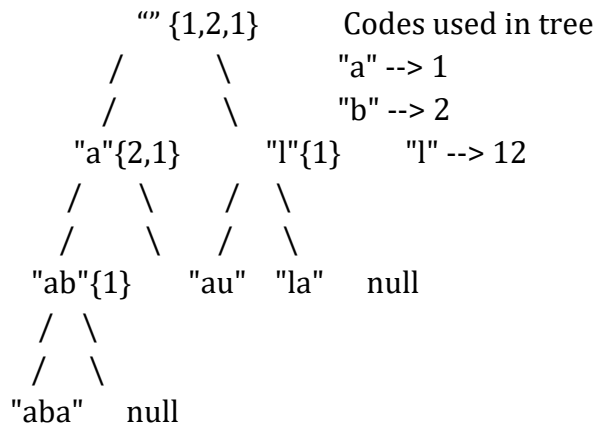 “” {1,2,1} Codes used in tree
/ \ "a" --> 1
/ \ "b" --> 2
"a"{2,1} "l"{1} "l" --> 12
/ \ / \
/ \ / \
"ab"{1} "au" "la" null
/ \
/ \
"aba" null